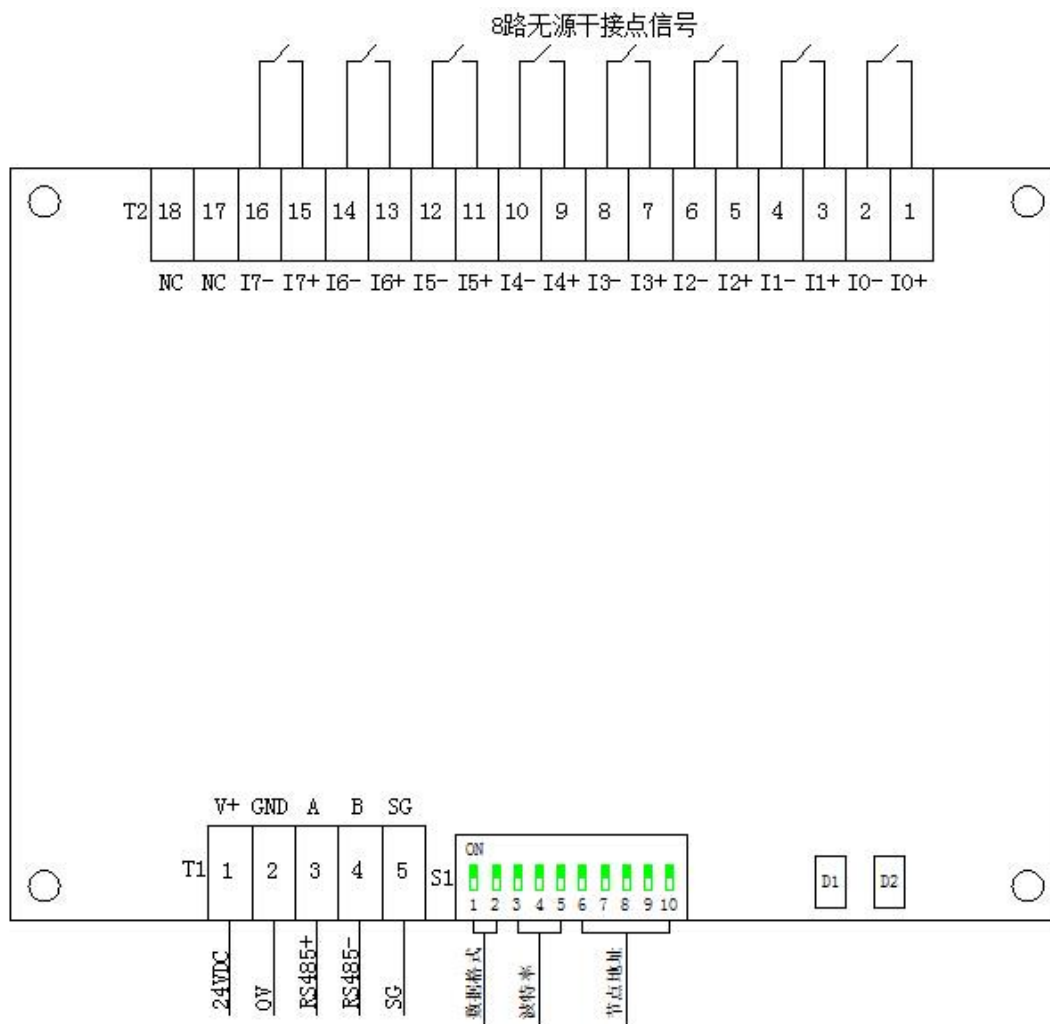 8路无源干接点信号
T2 18 17 16 15 14 13 12 11 10 9 8 7 6 5 4 3 2 1
NC NC I7- I7+ I6- I6+ I5- I5+ I4- I4+ I3- I3+ I2- I2+ I1- I1+ I0- I0+
V+ GND A B SG
T1 1 2 3 4 5
S1
ON
1 2 3 4 5 6 7 8 9 10
D1 D2
24VDC
0V
RS485+
RS485-
SG
数据格式
波特率
节点地址